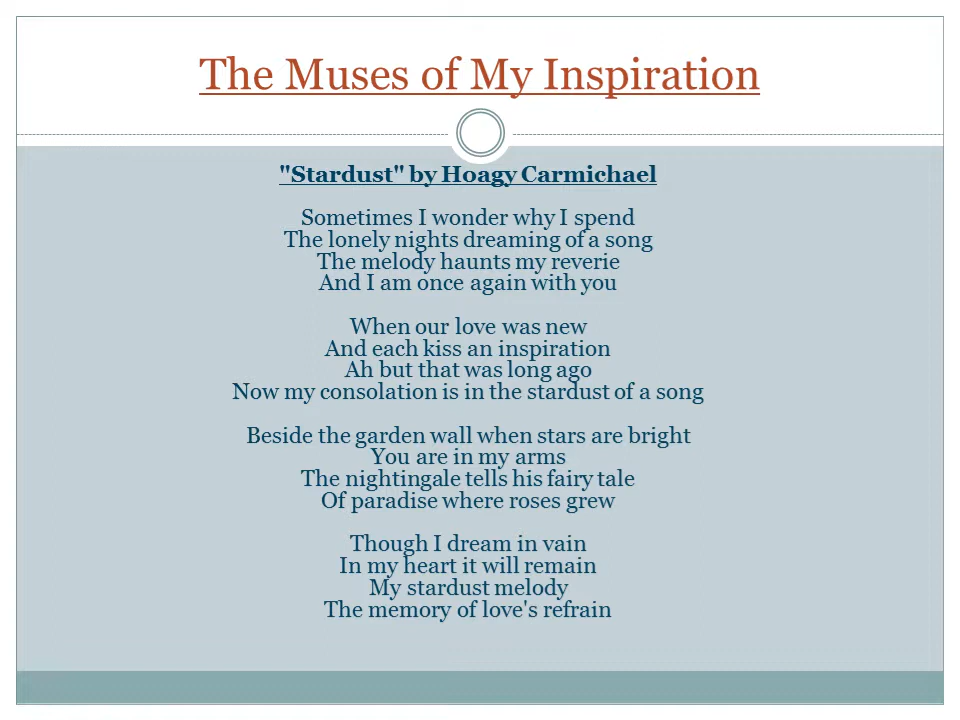 The Muses of My Inspiration
"Stardust" by Hoagy Carmichael
Sometimes I wonder why I spend
The lonely nights dreaming of a song
The melody haunts my reverie
And I am once again with you
When our love was new
And each kiss an inspiration
Ah but that was long ago
Now my consolation is in the stardust of a song
Beside the garden wall when stars are bright
You are in my arms
The nightingale tells his fairy tale
Of paradise where roses grew
Though I dream in vain
In my heart it will remain
My stardust melody
The memory of love's refrain